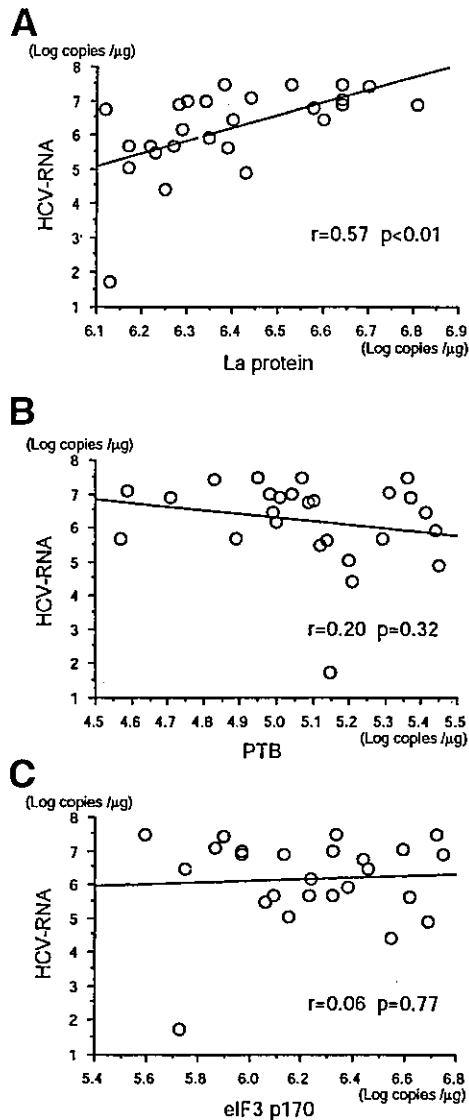 A
(Log copies /μg)
8
7
6
5
4
3
2
1
HCV-RNA
r=0.57 p<0.01
6.1 6.2 6.3 6.4 6.5 6.6 6.7 6.8 6.9
(Log copies /μg)
La protein
B
(Log copies /μg)
8
7
6
5
4
3
2
1
HCV-RNA
r=0.20 p=0.32
4.5 4.6 4.7 4.8 4.9 5.0 5.1 5.2 5.3 5.4 5.5
(Log copies /μg)
PTB
C
(Log copies /μg)
8
7
6
5
4
3
2
1
HCV-RNA
r=0.06 p=0.77
5.4 5.6 5.8 6.0 6.2 6.4 6.6 6.8
(Log copies /μg)
eIF3 p170